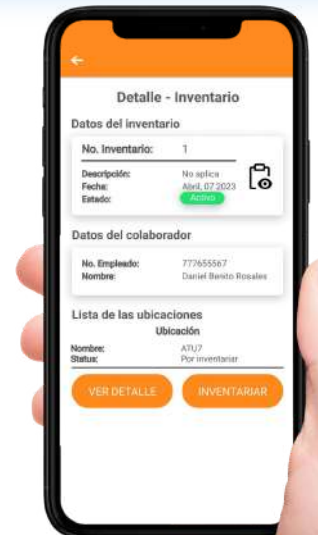 Detalle - Inventario
Datos del inventario
No. Inventario: 1
Descripción: No aplica
Fecha: Abril, 07 2023
Estado: Activo
Datos del colaborador
No. Empleado: 777655567
Nombre: Daniel Benito Rosales
Lista de las ubicaciones
Ubicación
Nombre: A7U7
Status: Por inventariar
VER DETALLE INVENTARIAR